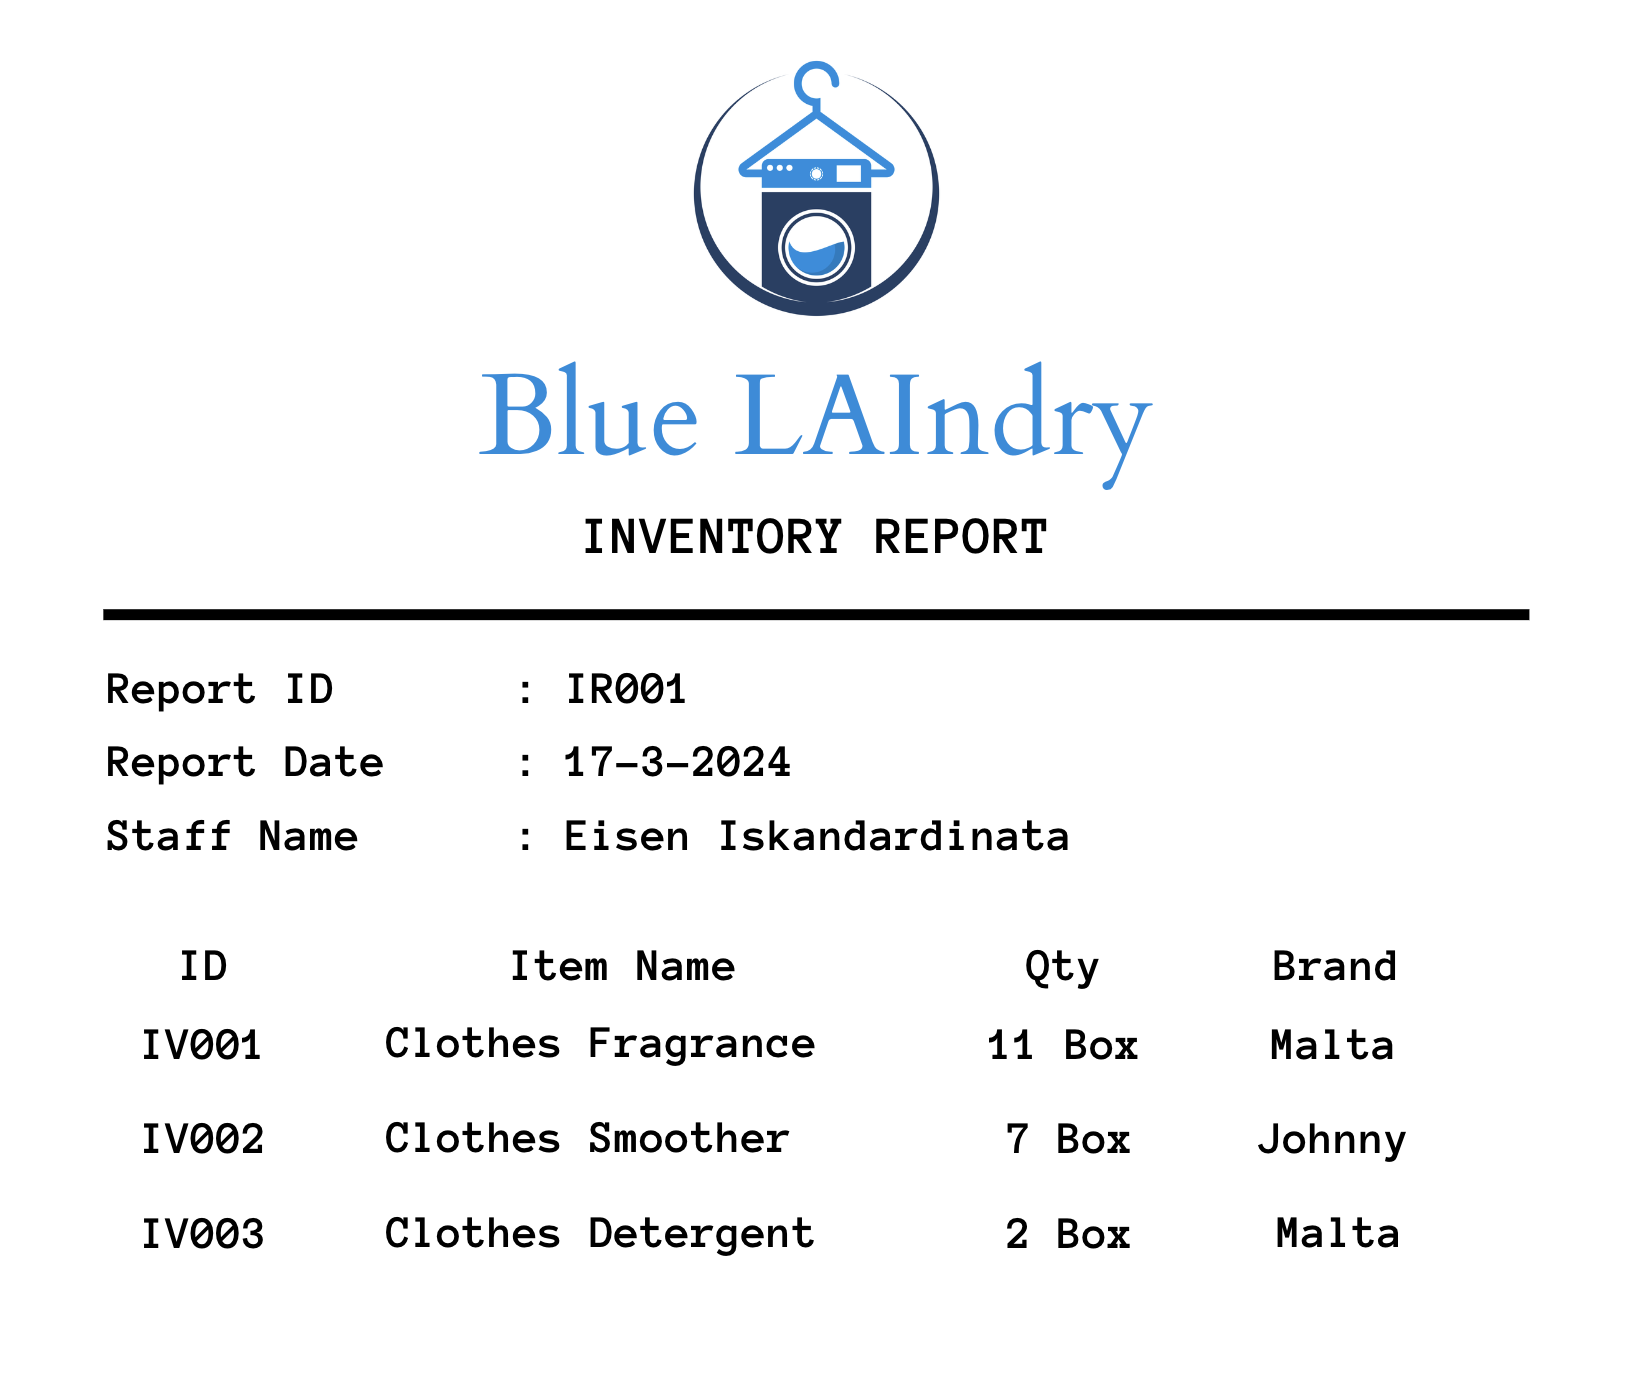 Blue LAIndry
INVENTORY REPORT
Report ID : IR001
Report Date : 17-3-2024
Staff Name : Eisen Iskandardinata
ID Item Name Qty Brand
IV001 Clothes Fragrance 11 Box Malta
IV002 Clothes Smoother 7 Box Johnny
IV003 Clothes Detergent 2 Box Malta